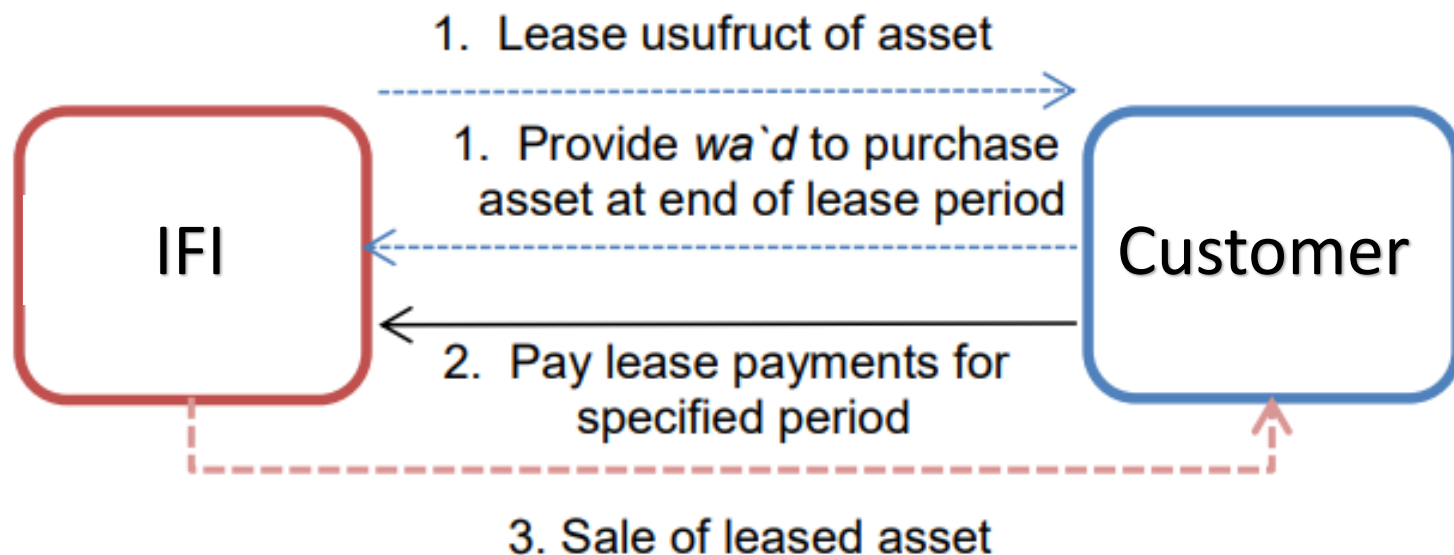 1. Lease usufruct of asset
1. Provide wa`d to purchase
asset at end of lease period
IFI
Customer
2. Pay lease payments for
specified period
3. Sale of leased asset